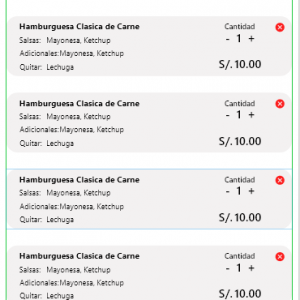 Hamburguesa Clasica de Carne Cantidad
Salsas: Mayonesa, Ketchup - 1 +
Adicionales:Mayonesa, Ketchup
Quitar: Lechuga S/.10.00
Hamburguesa Clasica de Carne Cantidad
Salsas: Mayonesa, Ketchup - 1 +
Adicionales:Mayonesa, Ketchup
Quitar: Lechuga S/.10.00
Hamburguesa Clasica de Carne Cantidad
Salsas: Mayonesa, Ketchup - 1 +
Adicionales:Mayonesa, Ketchup
Quitar: Lechuga S/.10.00
Hamburguesa Clasica de Carne Cantidad
Salsas: Mayonesa, Ketchup - 1 +
Adicionales:Mayonesa, Ketchup
Quitar: Lechuga S/.10.00